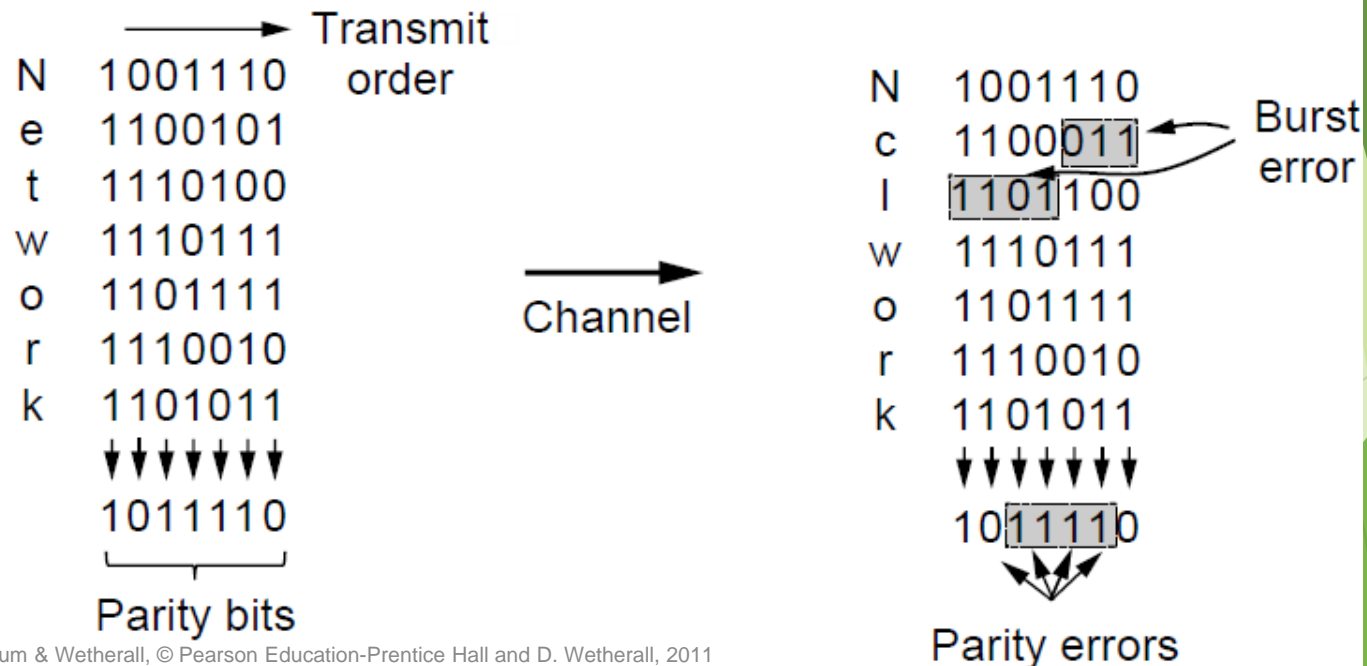 Transmit
order
N 1001110
e 1100101
t 1110100
w 1110111
o 1101111
r 1110010
k 1101011
1011110
Parity bits
Channel
N 1001110
c 1100011
l 1101100
w 1110111
o 1101111
r 1110010
k 1101011
1011110
Burst
error
Parity errors
um & Wetherall, © Pearson Education-Prentice Hall and D. Wetherall, 2011